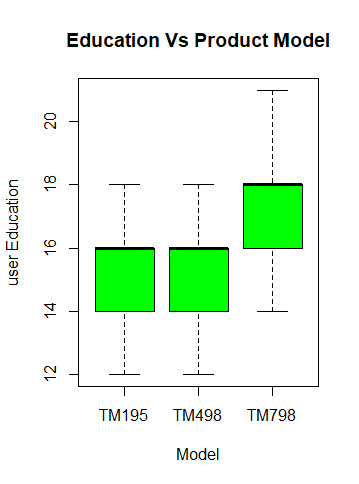 Education Vs Product Model
user Education
20
18
16
14
12
TM195 TM498 TM798
Model